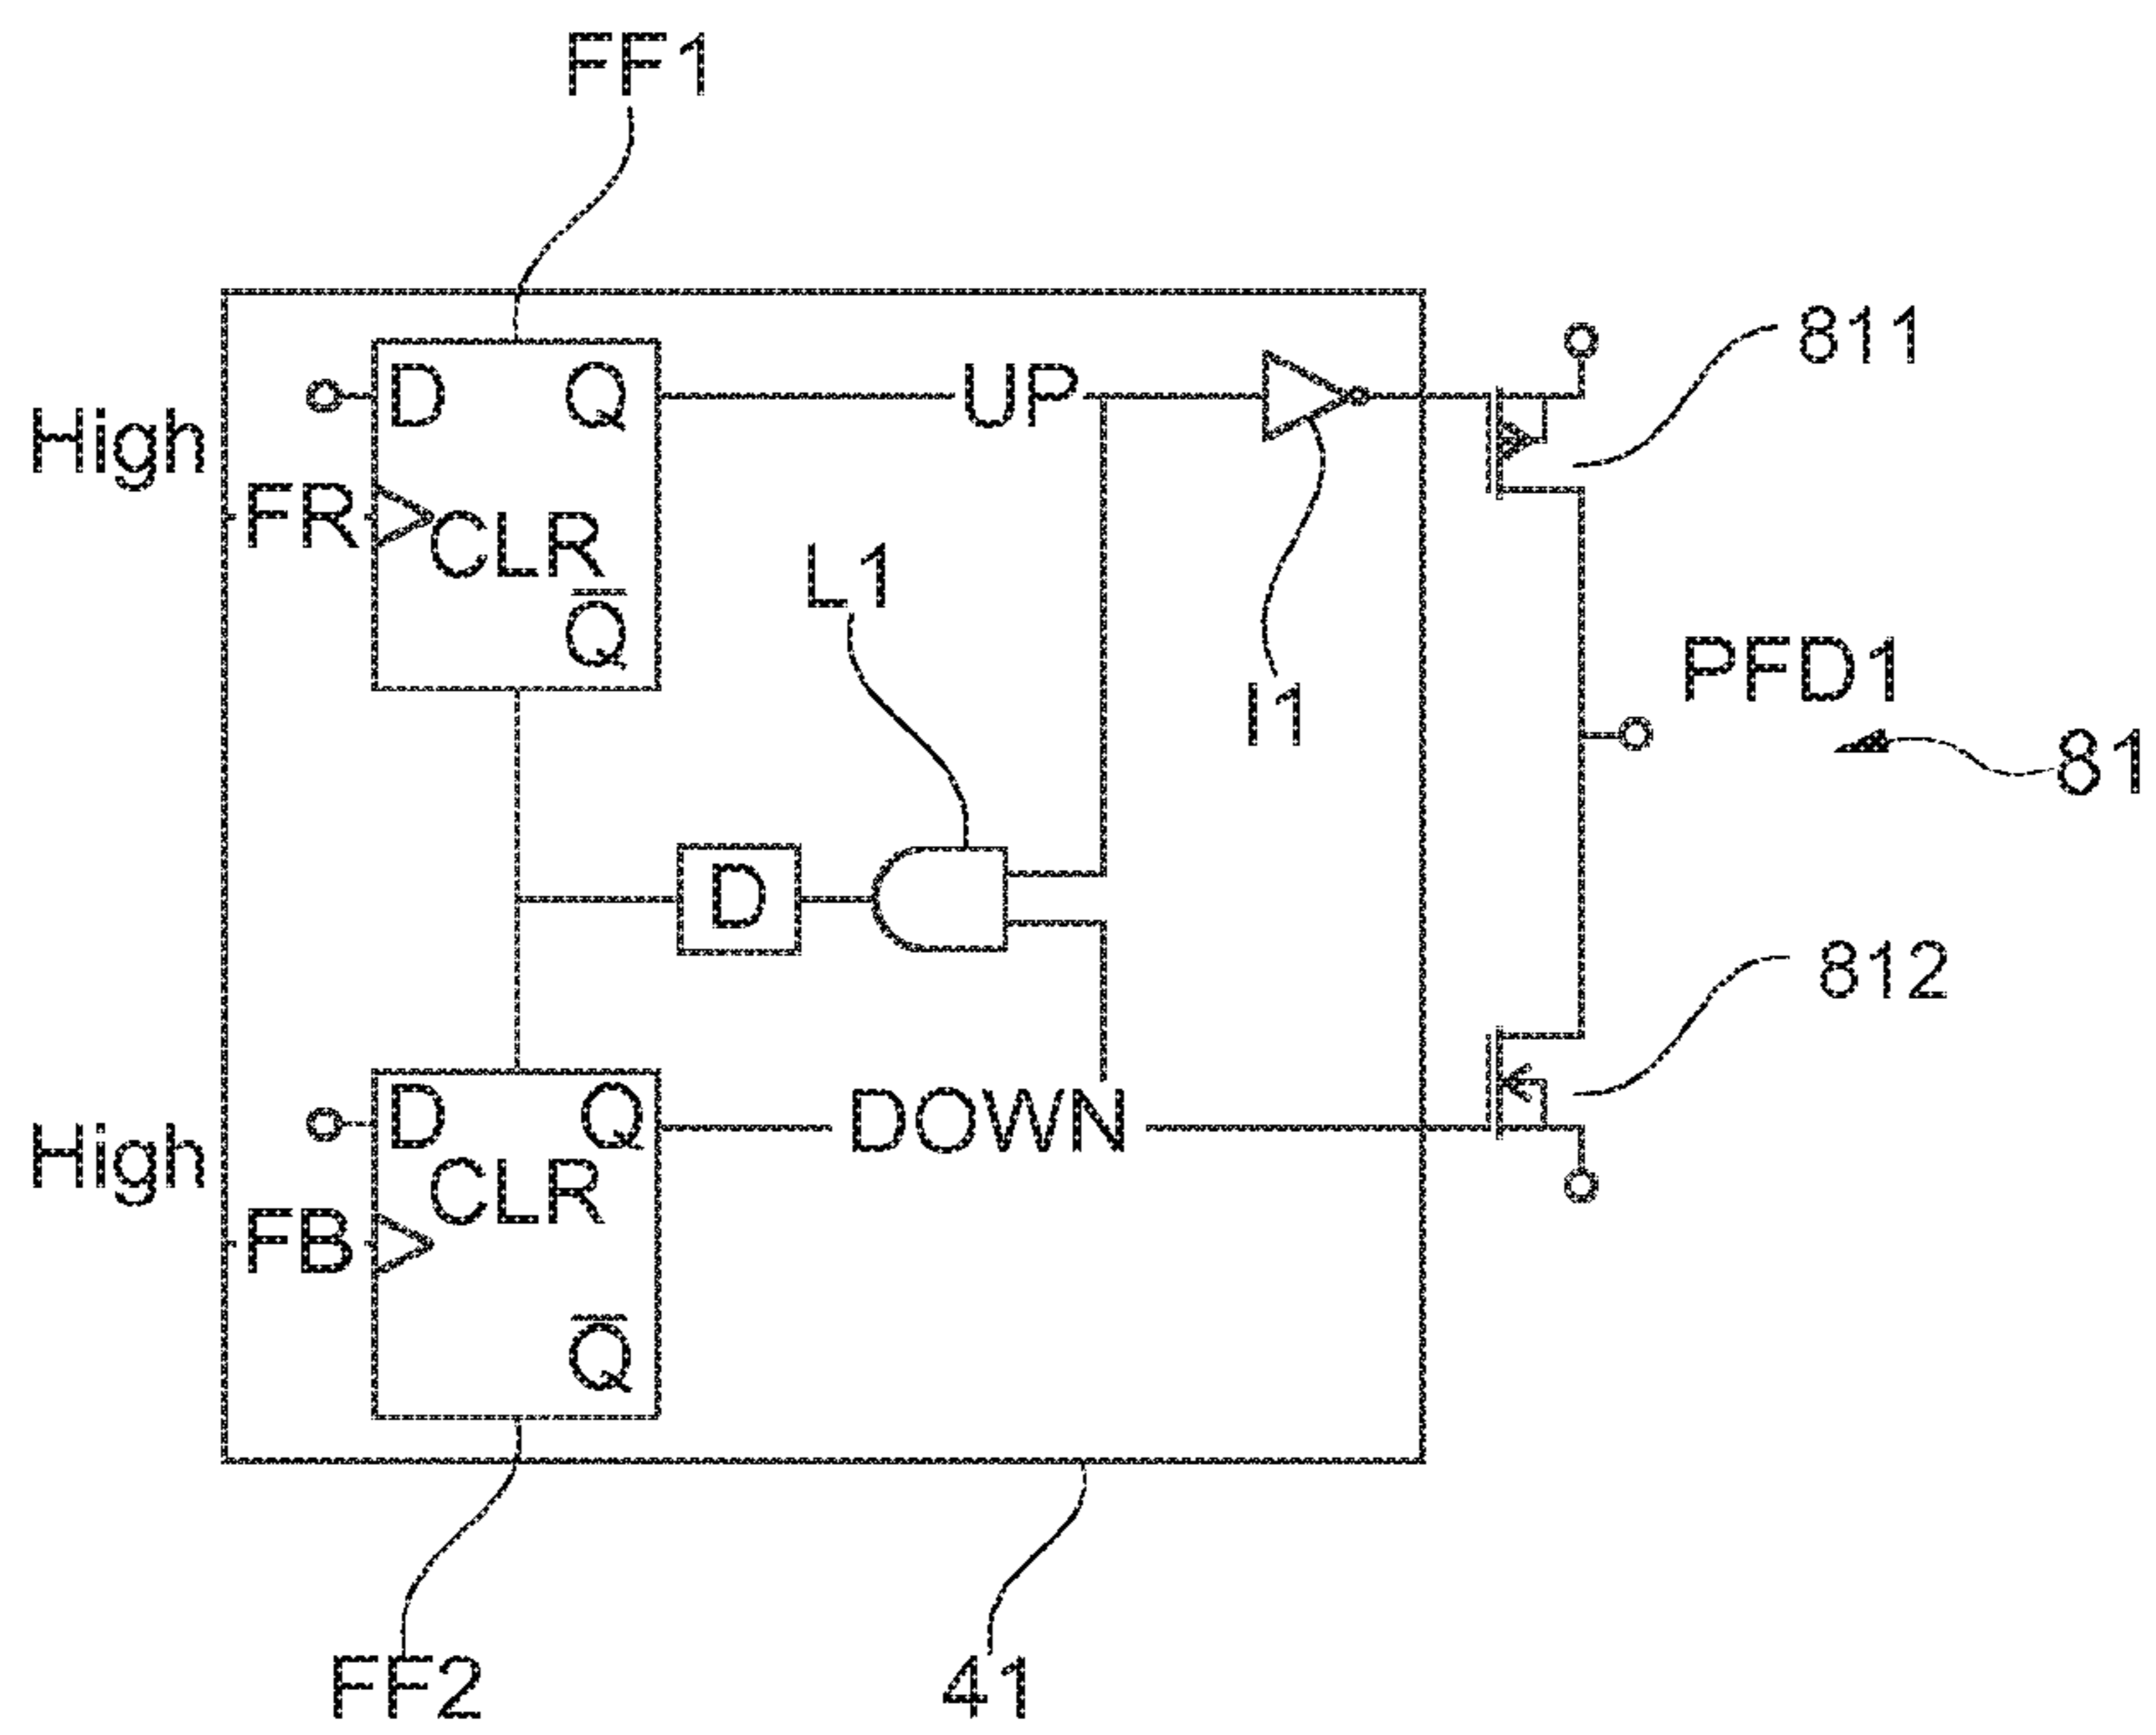 FF1
811
D Q
UP
High
FR
CLR
Q̅
L1
I1
PFD1
81
D
812
D Q
DOWN
High
CLR
FB
Q̅
FF2
41